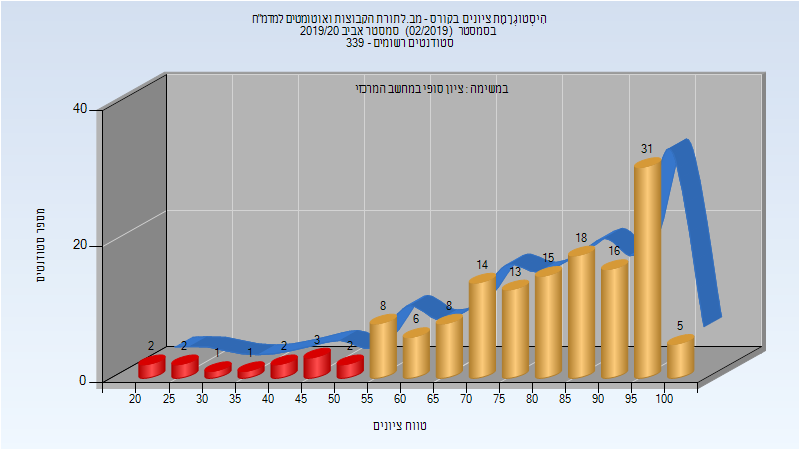 הִיסְטוֹגְרָמַת ציונים בקורס - מב.לתורת הקבוצות ואוטומטים למדמ"ח
בסמסטר (02/2019) סמסטר אביב 2019/20
סטודנטים רשומים - 339
במשימה : ציון סופי במחשב המרכזי
מספר סטודנטים
40
20
0
2 2 1 1 2 3 2 8 6 8 14 13 15 18 16 31 5
20 25 30 35 40 45 50 55 60 65 70 75 80 85 90 95 100
טווח ציונים